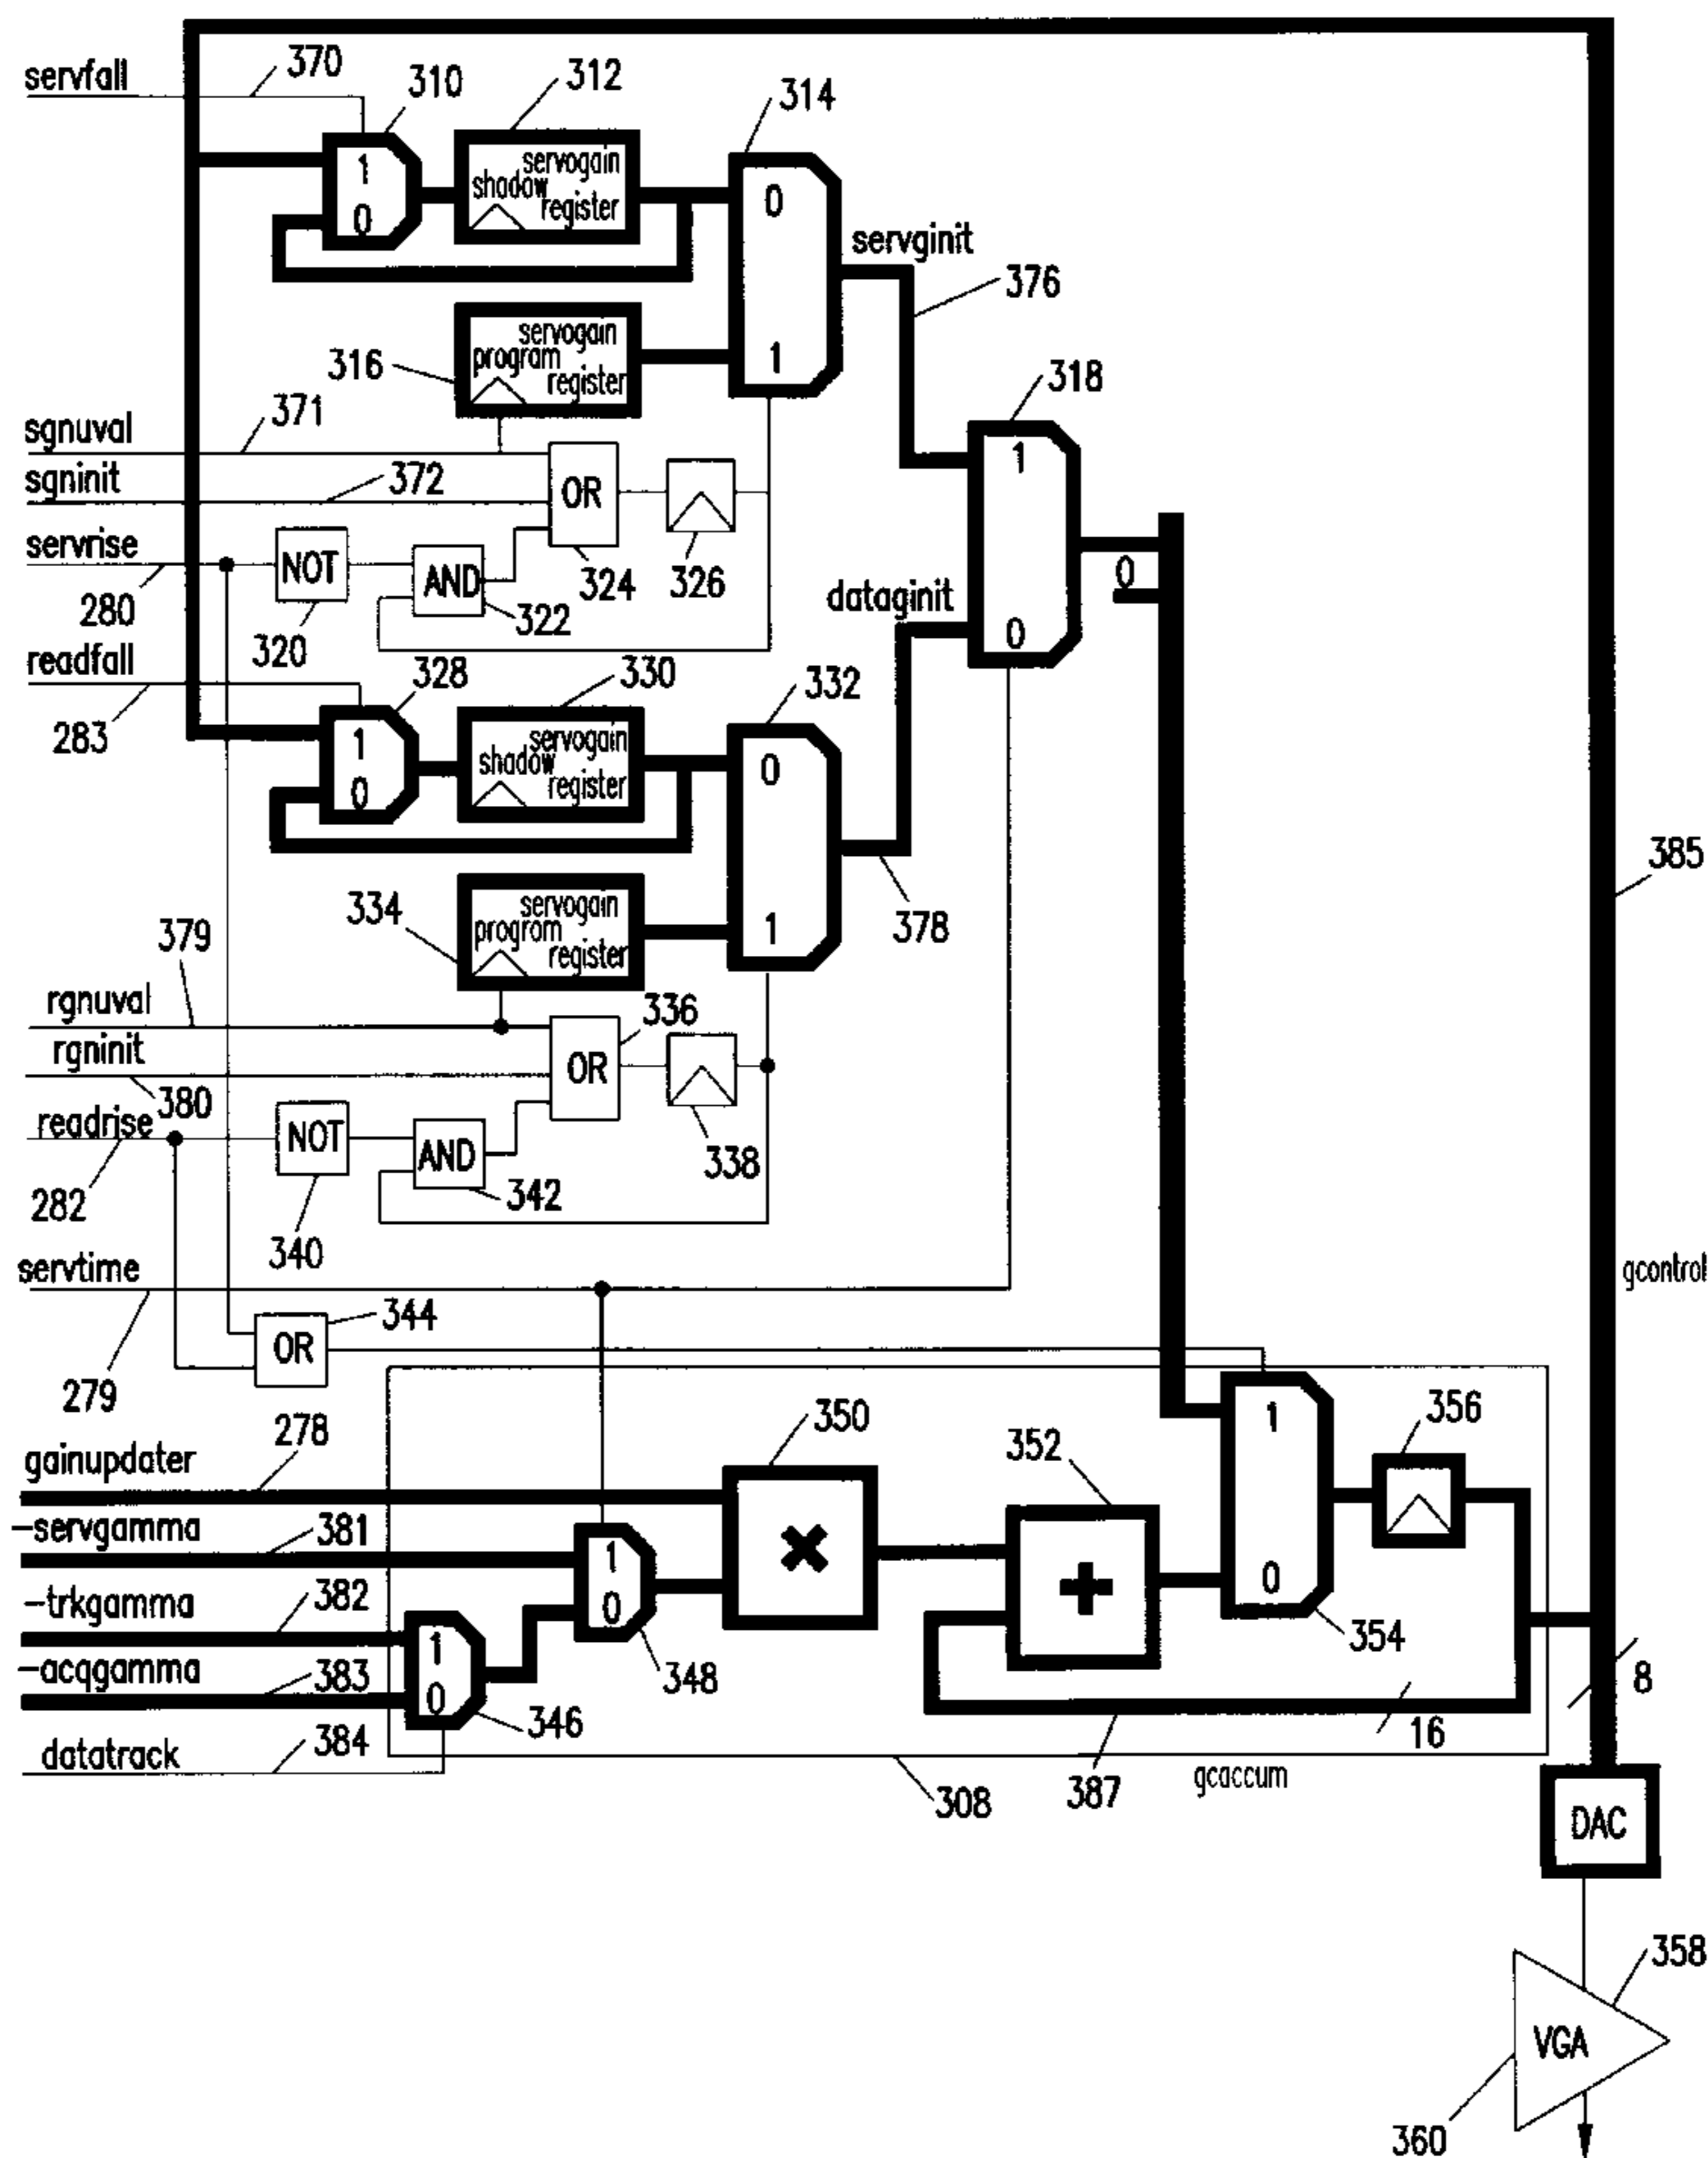 servfall
370
310
312
314
1
0
servogain
shadow
register
0
1
servginit
376
316
servogain
program
register
318
sgnuval
371
sgninit
372
OR
1
0
servrise
280
NOT
320
AND
322
324
326
dataginit
0
readfall
283
328
330
332
1
0
servogain
shadow
register
0
1
378
385
334
servogain
program
register
379
rgnuval
rgninit
380
336
OR
338
readrise
282
NOT
340
AND
342
servtime
279
gcontrol
OR
344
278
gainupdater
-servgamma
381
-trkgamma
382
-acqgamma
383
datatrack
384
1
0
346
1
0
348
350
×
352
+
1
0
354
356
8
16
387
gcaccum
308
DAC
358
VGA
360